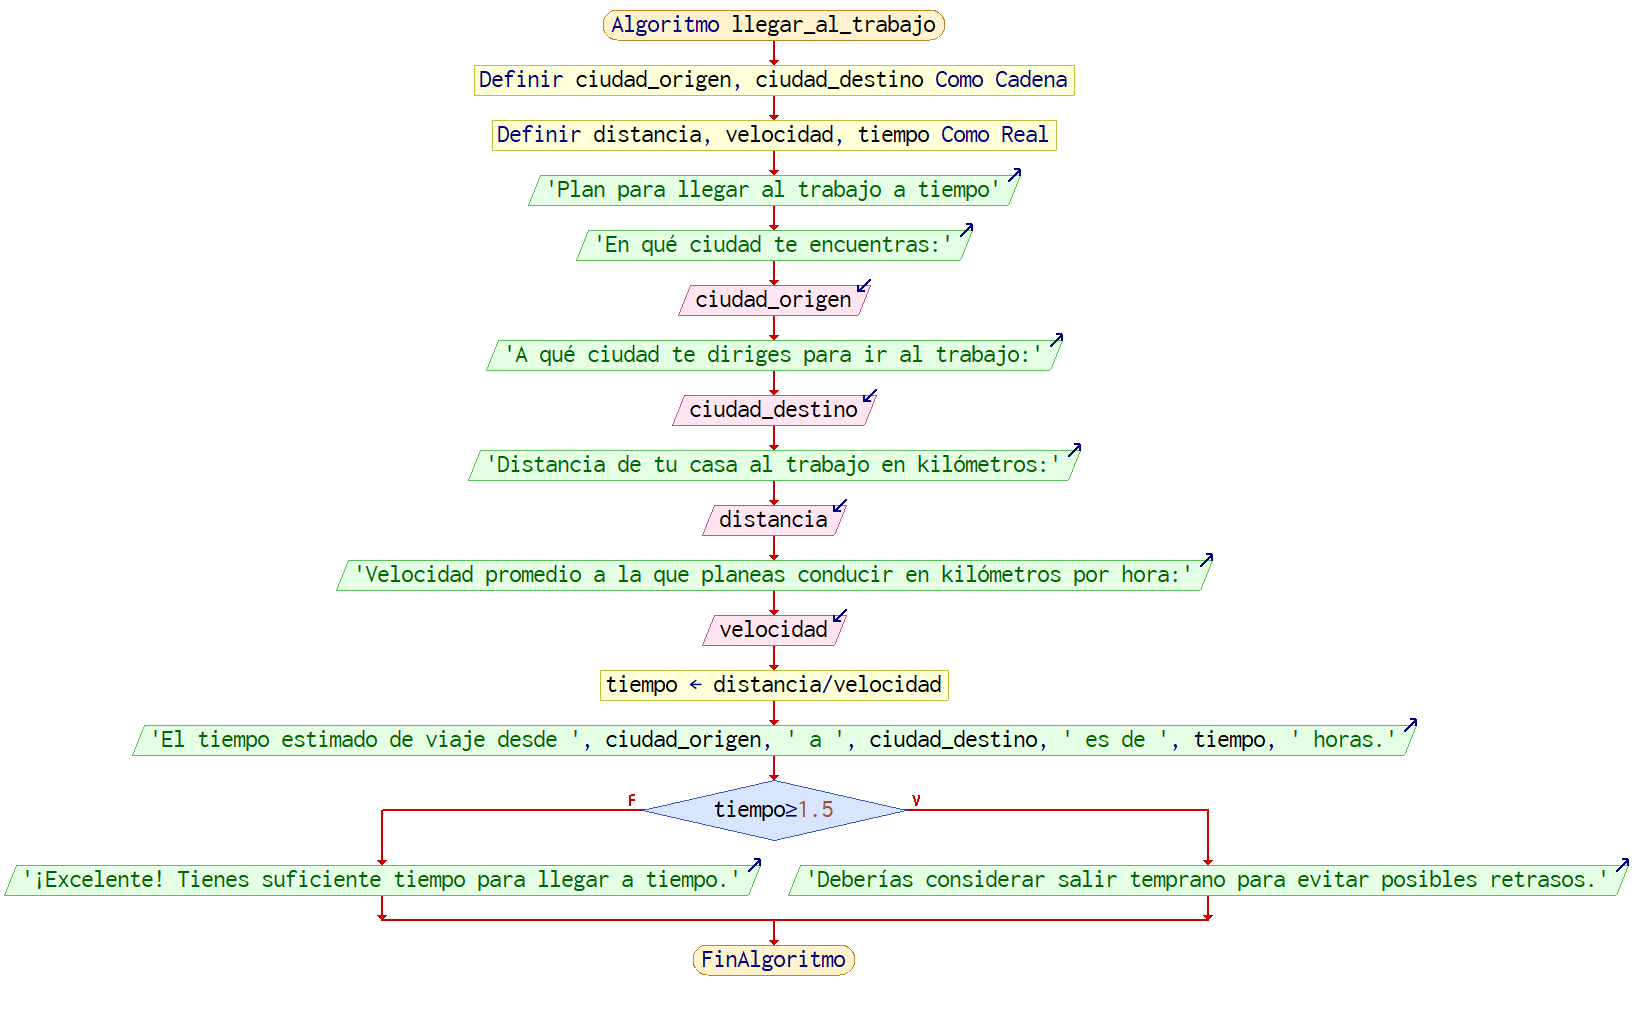 Algoritmo llegar_al_trabajo
Definir ciudad_origen, ciudad_destino Como Cadena
Definir distancia, velocidad, tiempo Como Real
'Plan para llegar al trabajo a tiempo'
'En qué ciudad te encuentras:'
ciudad_origen
'A qué ciudad te diriges para ir al trabajo:'
ciudad_destino
'Distancia de tu casa al trabajo en kilómetros:'
distancia
'Velocidad promedio a la que planeas conducir en kilómetros por hora:'
velocidad
tiempo ← distancia/velocidad
'El tiempo estimado de viaje desde ', ciudad_origen, ' a ', ciudad_destino, ' es de ', tiempo, ' horas.'
F
tiempo≥1.5
V
'¡Excelente! Tienes suficiente tiempo para llegar a tiempo.'
'Deberías considerar salir temprano para evitar posibles retrasos.'
FinAlgoritmo